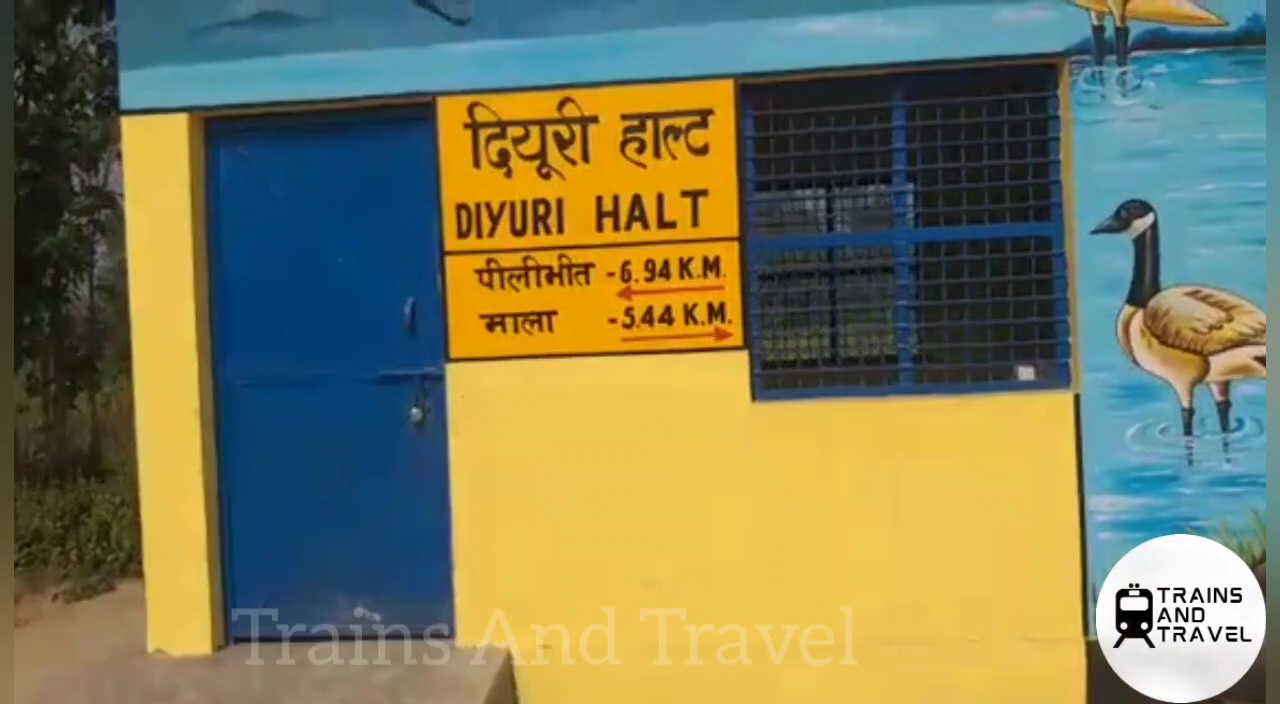 दियूरी हाल्ट
DIYURI HALT
पीलीभीत -6.94 K.M.
माला -5.44 K.M.
Trains And Travel
TRAINS
AND
TRAVEL